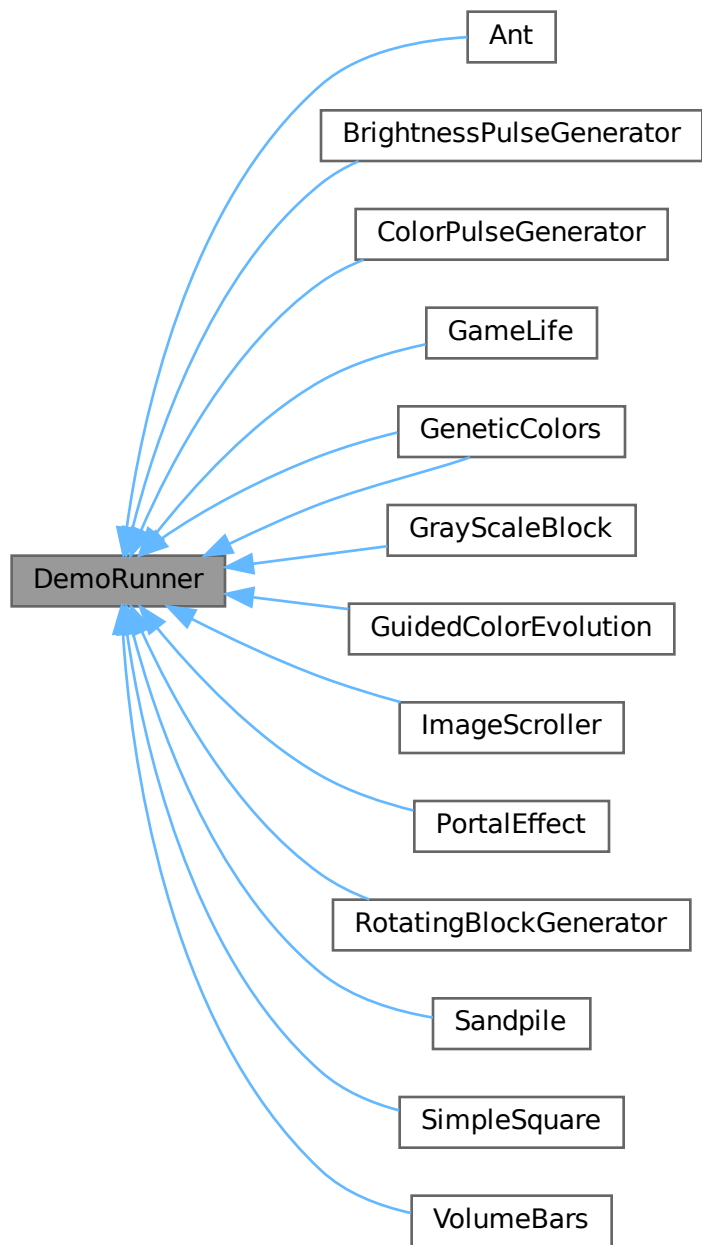 Ant
BrightnessPulseGenerator
ColorPulseGenerator
GameLife
GeneticColors
GrayScaleBlock
DemoRunner
GuidedColorEvolution
ImageScroller
PortalEffect
RotatingBlockGenerator
Sandpile
SimpleSquare
VolumeBars